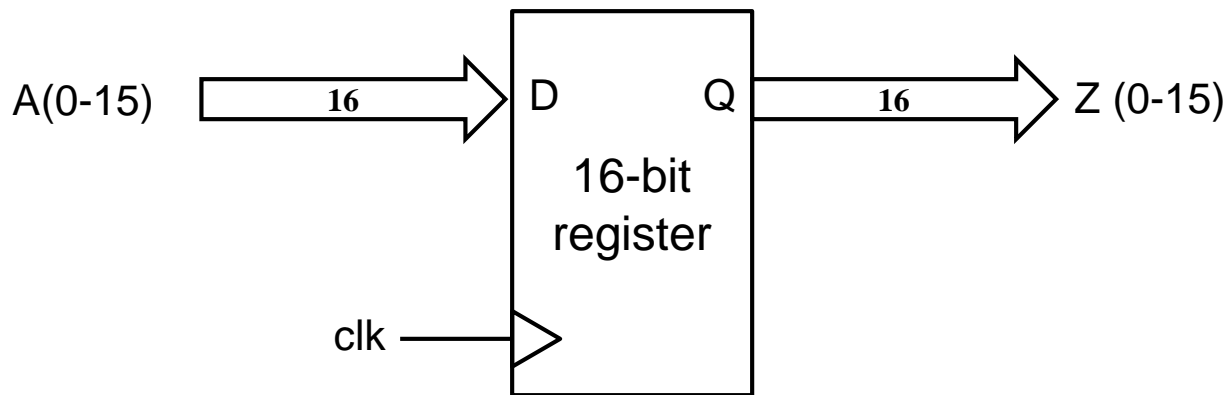 A(0-15)
16
D
Q
16
Z (0-15)
16-bit
register
clk